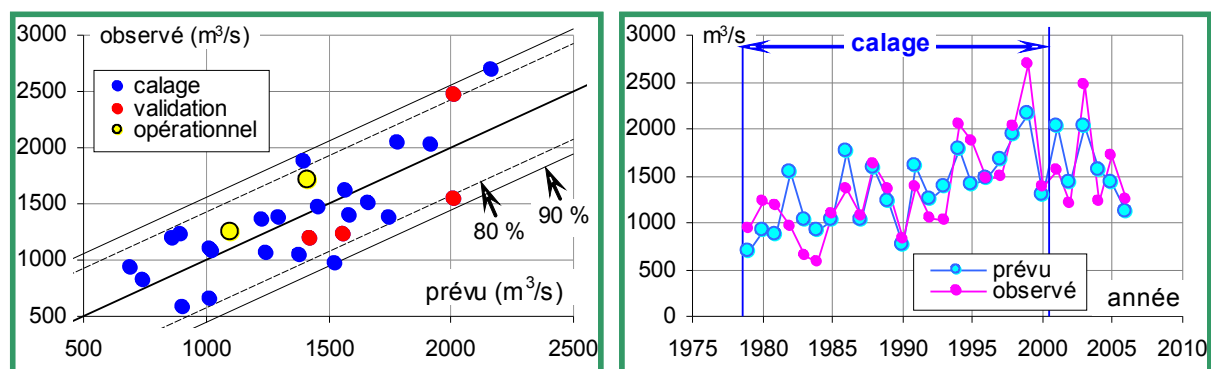 observé (m³/s)
3000
2500
2000
1500
1000
500
calage
validation
opérationnel
80 %
90 %
prévu (m³/s)
500 1000 1500 2000 2500
m³/s
calage
3000
2500
2000
1500
1000
500
0
prévu
observé
année
1975 1980 1985 1990 1995 2000 2005 2010